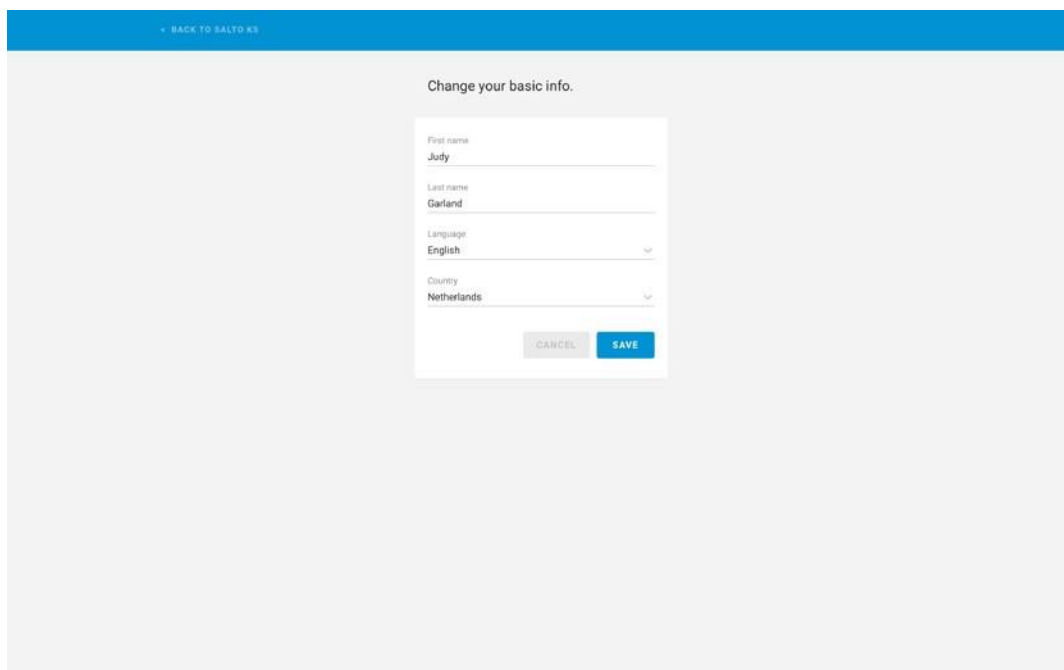 « BACK TO SALTO KS
Change your basic info.
First name
Judy
Last name
Garland
Language
English
Country
Netherlands
CANCEL
SAVE